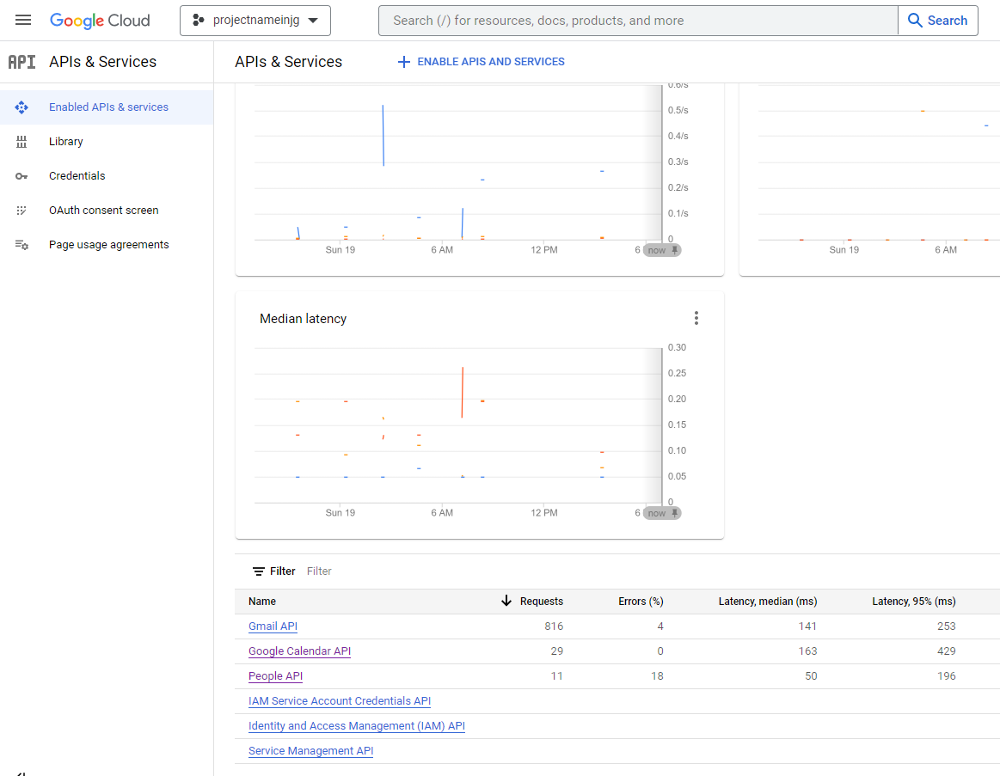 Google Cloud
projectnameinjg
Search (/) for resources, docs, products, and more
Search
API APIs & Services
APIs & Services
ENABLE APIS AND SERVICES
Enabled APIs & services
Library
Credentials
OAuth consent screen
Page usage agreements
0.6/s
0.5/s
0.4/s
0.3/s
0.2/s
0.1/s
0
Sun 19 6 AM 12 PM 6 now
Sun 19 6 AM
Median latency
0.30
0.25
0.20
0.15
0.10
0.05
0
Sun 19 6 AM 12 PM 6 now
Filter Filter
Name Requests Errors (%) Latency, median (ms) Latency, 95% (ms)
Gmail API 816 4 141 253
Google Calendar API 29 0 163 429
People API 11 18 50 196
IAM Service Account Credentials API
Identity and Access Management (IAM) API
Service Management API